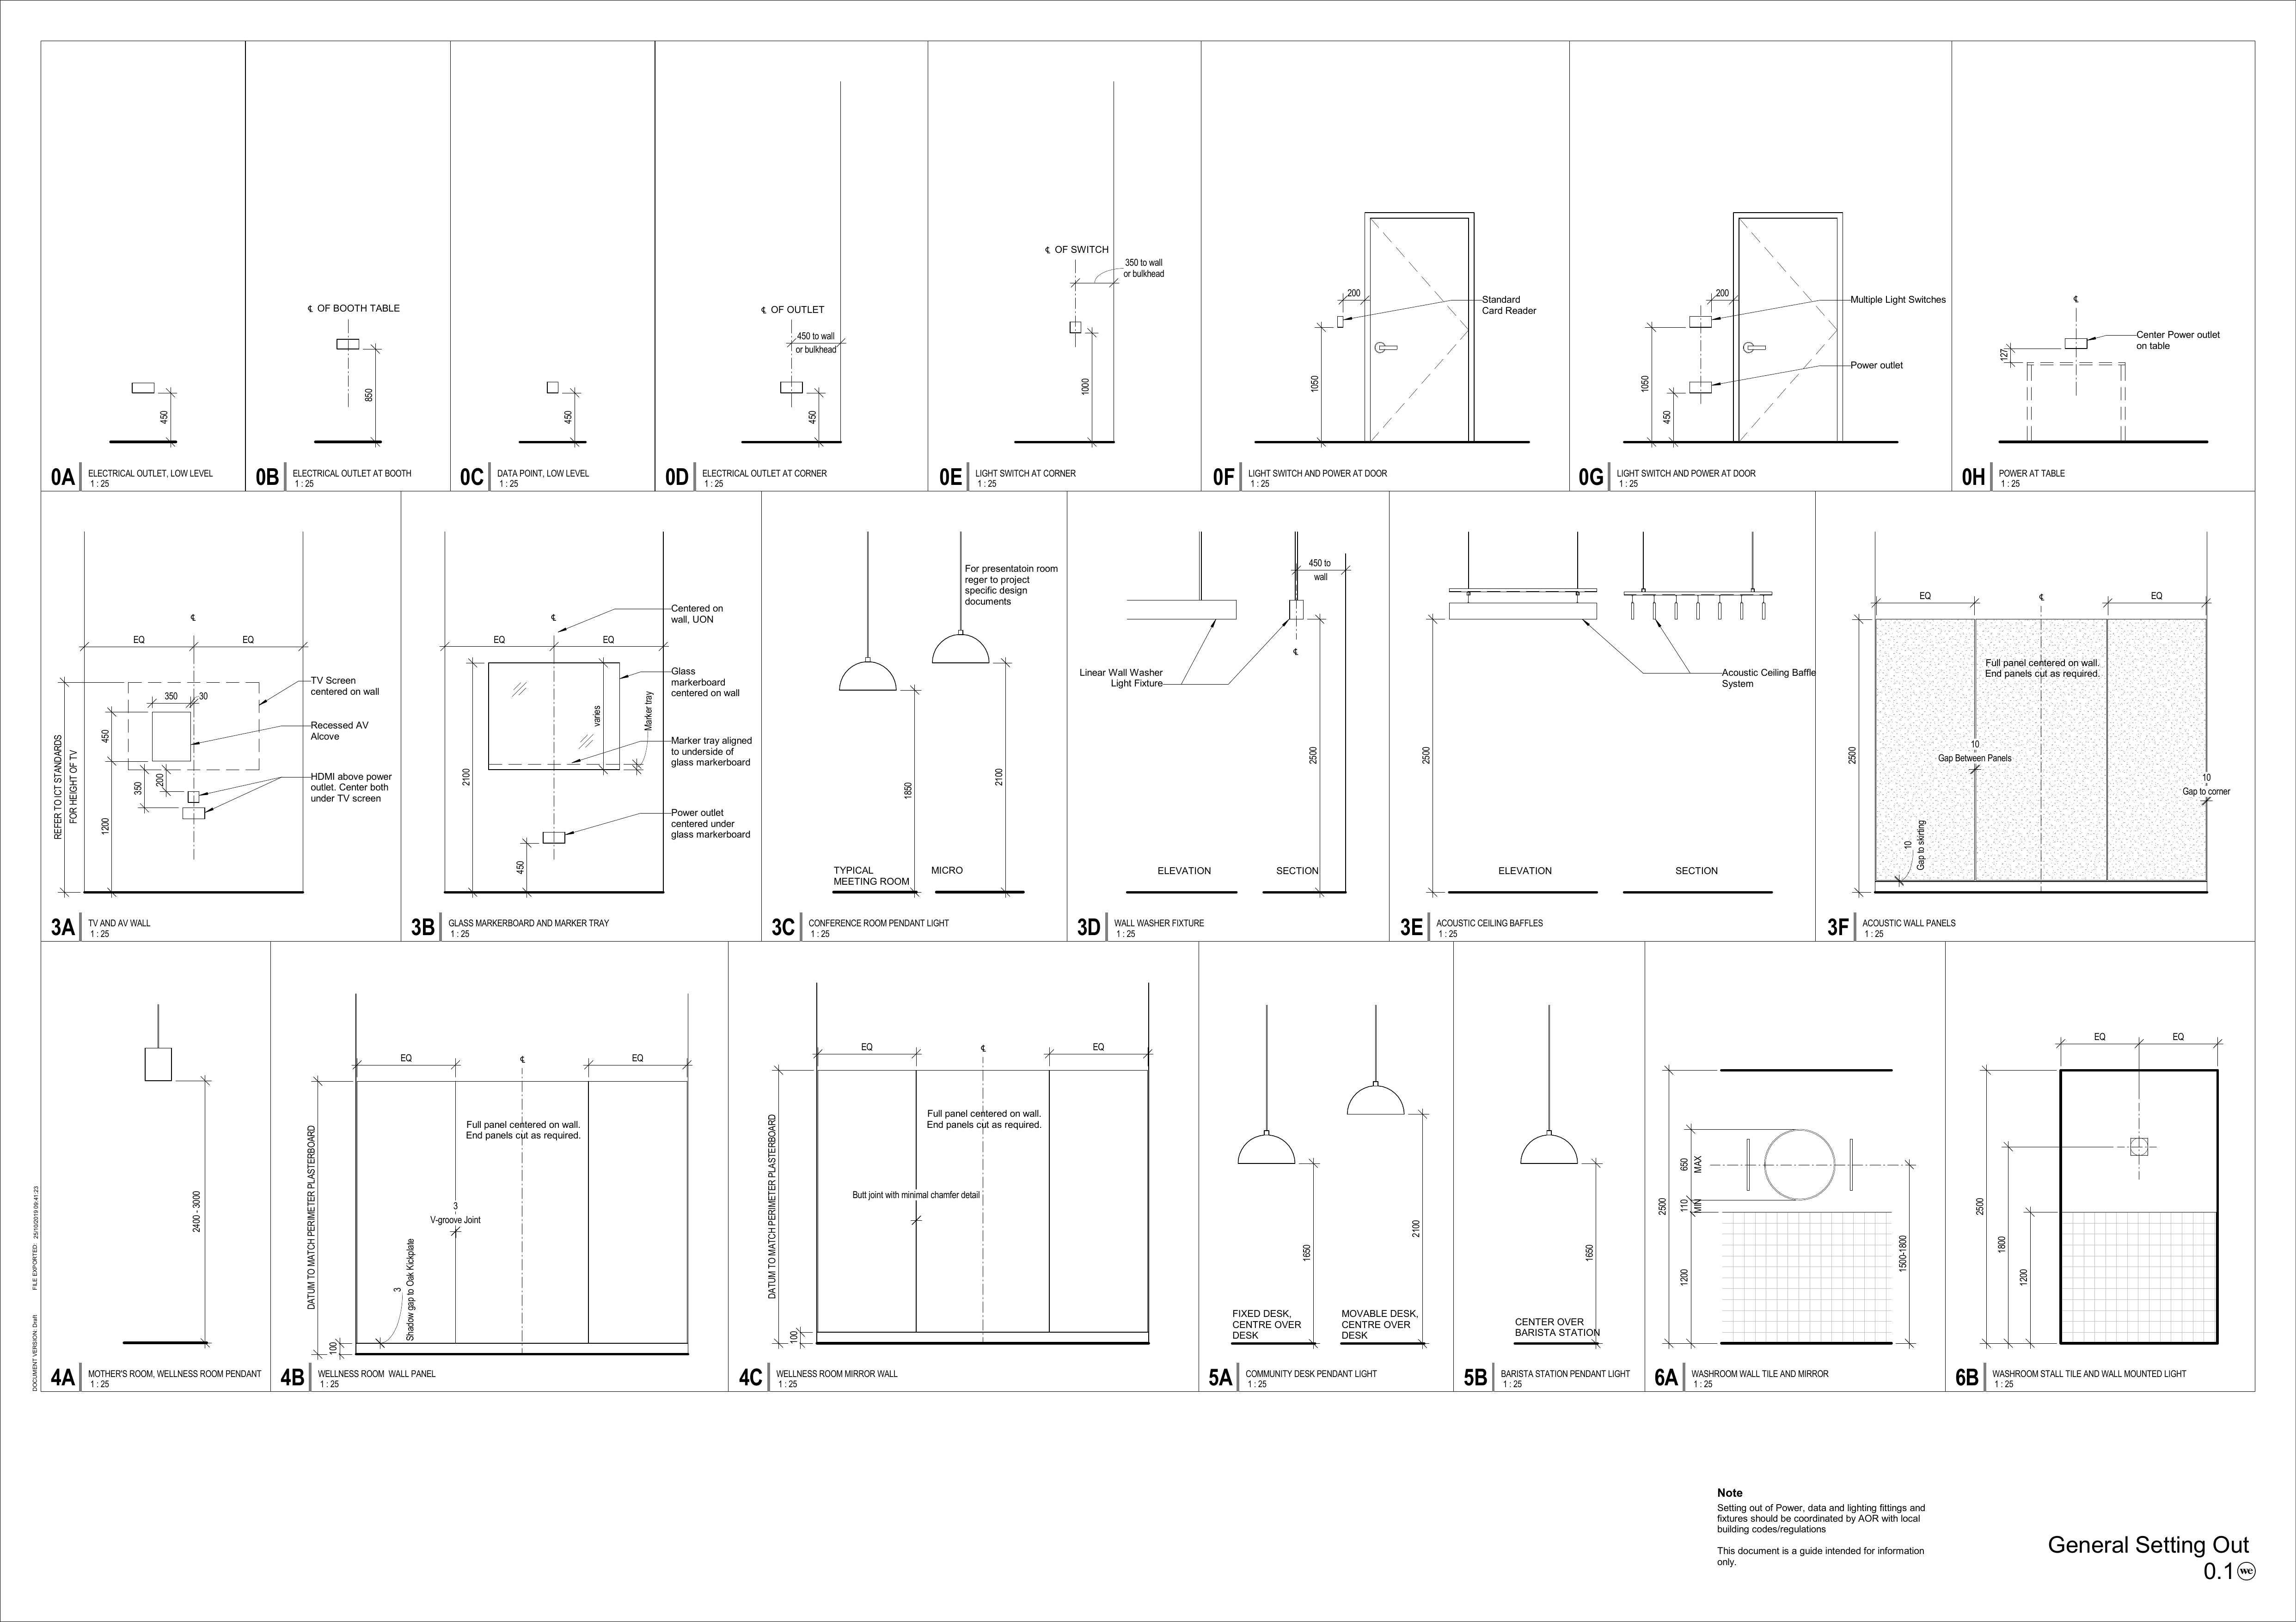 ℄ OF BOOTH TABLE
℄ OF OUTLET
450 to wall
or bulkhead
℄ OF SWITCH
350 to wall
or bulkhead
200
Standard
Card Reader
200
Multiple Light Switches
Power outlet
℄
Center Power outlet
on table
127
450
850
450
450
1000
1050
1050
450
0A
ELECTRICAL OUTLET, LOW LEVEL
1 : 25
0B
ELECTRICAL OUTLET AT BOOTH
1 : 25
0C
DATA POINT, LOW LEVEL
1 : 25
0D
ELECTRICAL OUTLET AT CORNER
1 : 25
0E
LIGHT SWITCH AT CORNER
1 : 25
0F
LIGHT SWITCH AND POWER AT DOOR
1 : 25
0G
LIGHT SWITCH AND POWER AT DOOR
1 : 25
0H
POWER AT TABLE
1 : 25
℄
EQ
EQ
TV Screen
centered on wall
350
30
Recessed AV
Alcove
450
HDMI above power
outlet. Center both
under TV screen
200
350
1200
REFER TO ICT STANDARDS
FOR HEIGHT OF TV
3A
TV AND AV WALL
1 : 25
Centered on
wall, UON
℄
EQ
EQ
Glass
markerboard
centered on wall
varies
Marker tray
Marker tray aligned
to underside of
glass markerboard
2100
Power outlet
centered under
glass markerboard
450
3B
GLASS MARKERBOARD AND MARKER TRAY
1 : 25
For presentatoin room
reger to project
specific design
documents
1850
2100
TYPICAL
MEETING ROOM
MICRO
3C
CONFERENCE ROOM PENDANT LIGHT
1 : 25
450 to
wall
℄
Linear Wall Washer
Light Fixture
2500
ELEVATION
SECTION
3D
WALL WASHER FIXTURE
1 : 25
Acoustic Ceiling Baffle
System
2500
ELEVATION
SECTION
3E
ACOUSTIC CEILING BAFFLES
1 : 25
EQ
℄
EQ
Full panel centered on wall.
End panels cut as required.
10
Gap Between Panels
10
Gap to corner
2500
10
Gap to skirting
3F
ACOUSTIC WALL PANELS
1 : 25
2400 - 3000
4A
MOTHER'S ROOM, WELLNESS ROOM PENDANT
1 : 25
EQ
℄
EQ
Full panel centered on wall.
End panels cut as required.
3
V-groove Joint
3
Shadow gap to Oak Kickplate
DATUM TO MATCH PERIMETER PLASTERBOARD
100
4B
WELLNESS ROOM  WALL PANEL
1 : 25
EQ
℄
EQ
Full panel centered on wall.
End panels cut as required.
Butt joint with minimal chamfer detail
DATUM TO MATCH PERIMETER PLASTERBOARD
100
4C
WELLNESS ROOM MIRROR WALL
1 : 25
1650
2100
FIXED DESK,
CENTRE OVER
DESK
MOVABLE DESK,
CENTRE OVER
DESK
5A
COMMUNITY DESK PENDANT LIGHT
1 : 25
1650
CENTER OVER
BARISTA STATION
5B
BARISTA STATION PENDANT LIGHT
1 : 25
650
MAX
110
MIN
2500
1200
1500-1800
6A
WASHROOM WALL TILE AND MIRROR
1 : 25
EQ
EQ
2500
1800
1200
6B
WASHROOM STALL TILE AND WALL MOUNTED LIGHT
1 : 25
DOCUMENT VERSION: Draft
FILE EXPORTED: 25/10/2019 09:41:23
Note
Setting out of Power, data and lighting fittings and
fixtures should be coordinated by AOR with local
building codes/regulations
This document is a guide intended for information
only.
General Setting Out
0.1
we